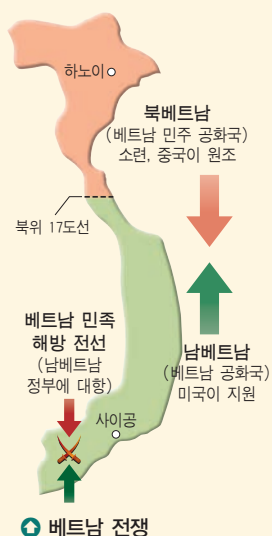 하노이
북베트남
(베트남 민주 공화국)
소련, 중국이 원조
북위 17도선
베트남 민족
해방 전선
(남베트남
정부에 대항)
남베트남
(베트남 공화국)
미국이 지원
사이공
베트남 전쟁